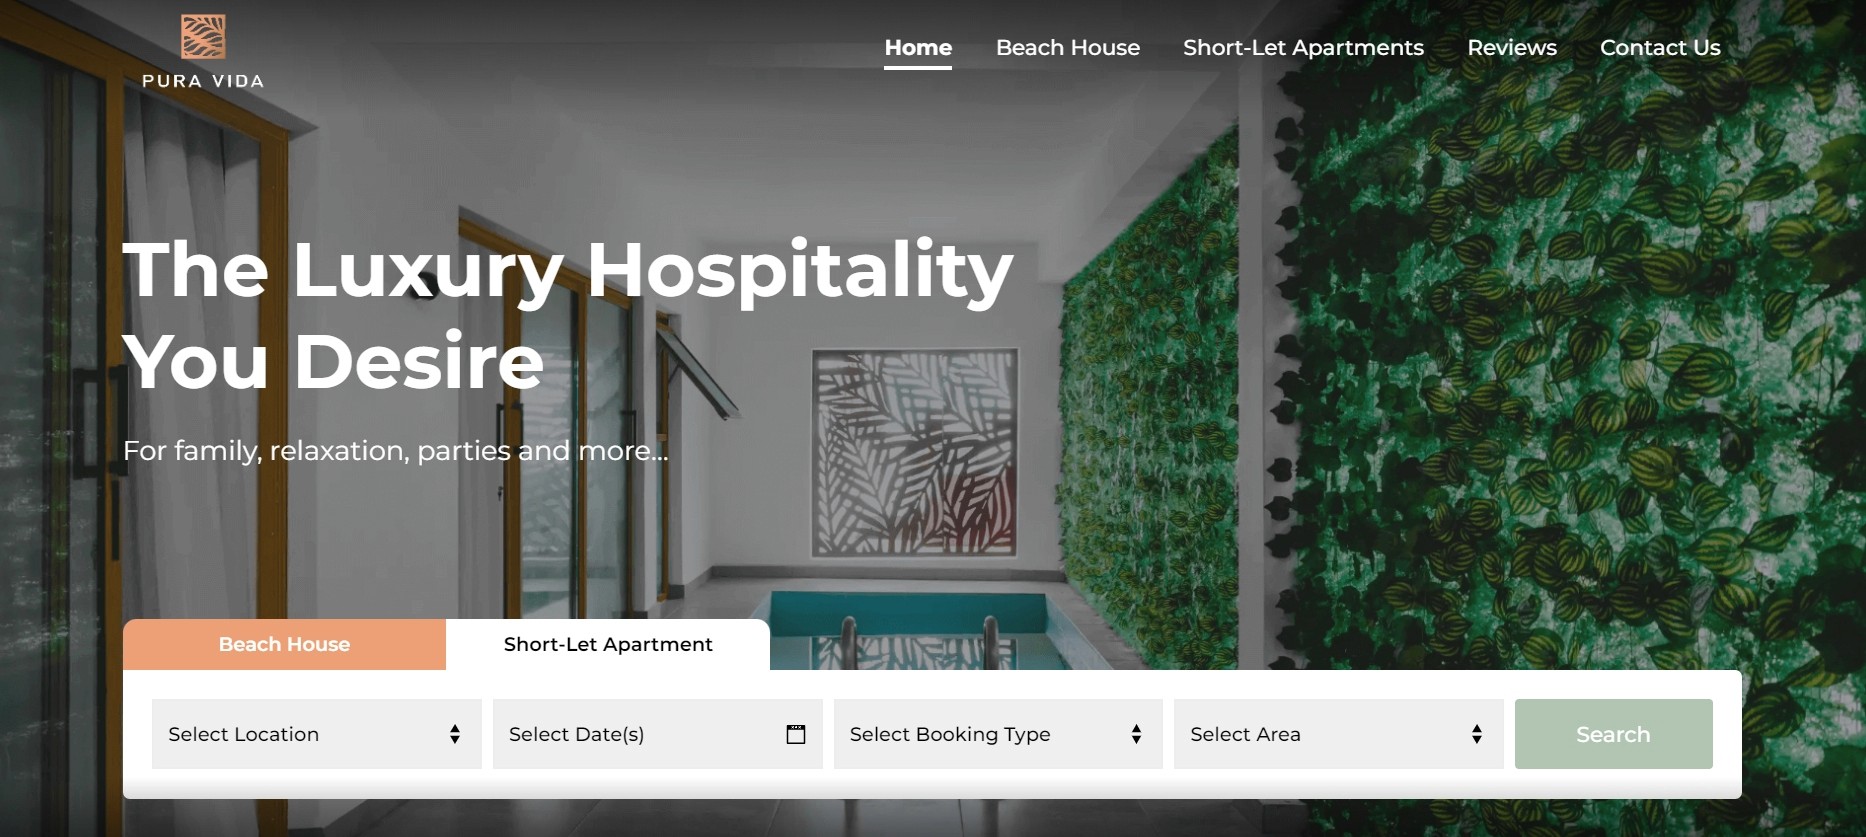 PURA VIDA
Home
Beach House
Short-Let Apartments
Reviews
Contact Us
The Luxury Hospitality
You Desire
For family, relaxation, parties and more...
Beach House
Short-Let Apartment
Select Location
Select Date(s)
Select Booking Type
Select Area
Search